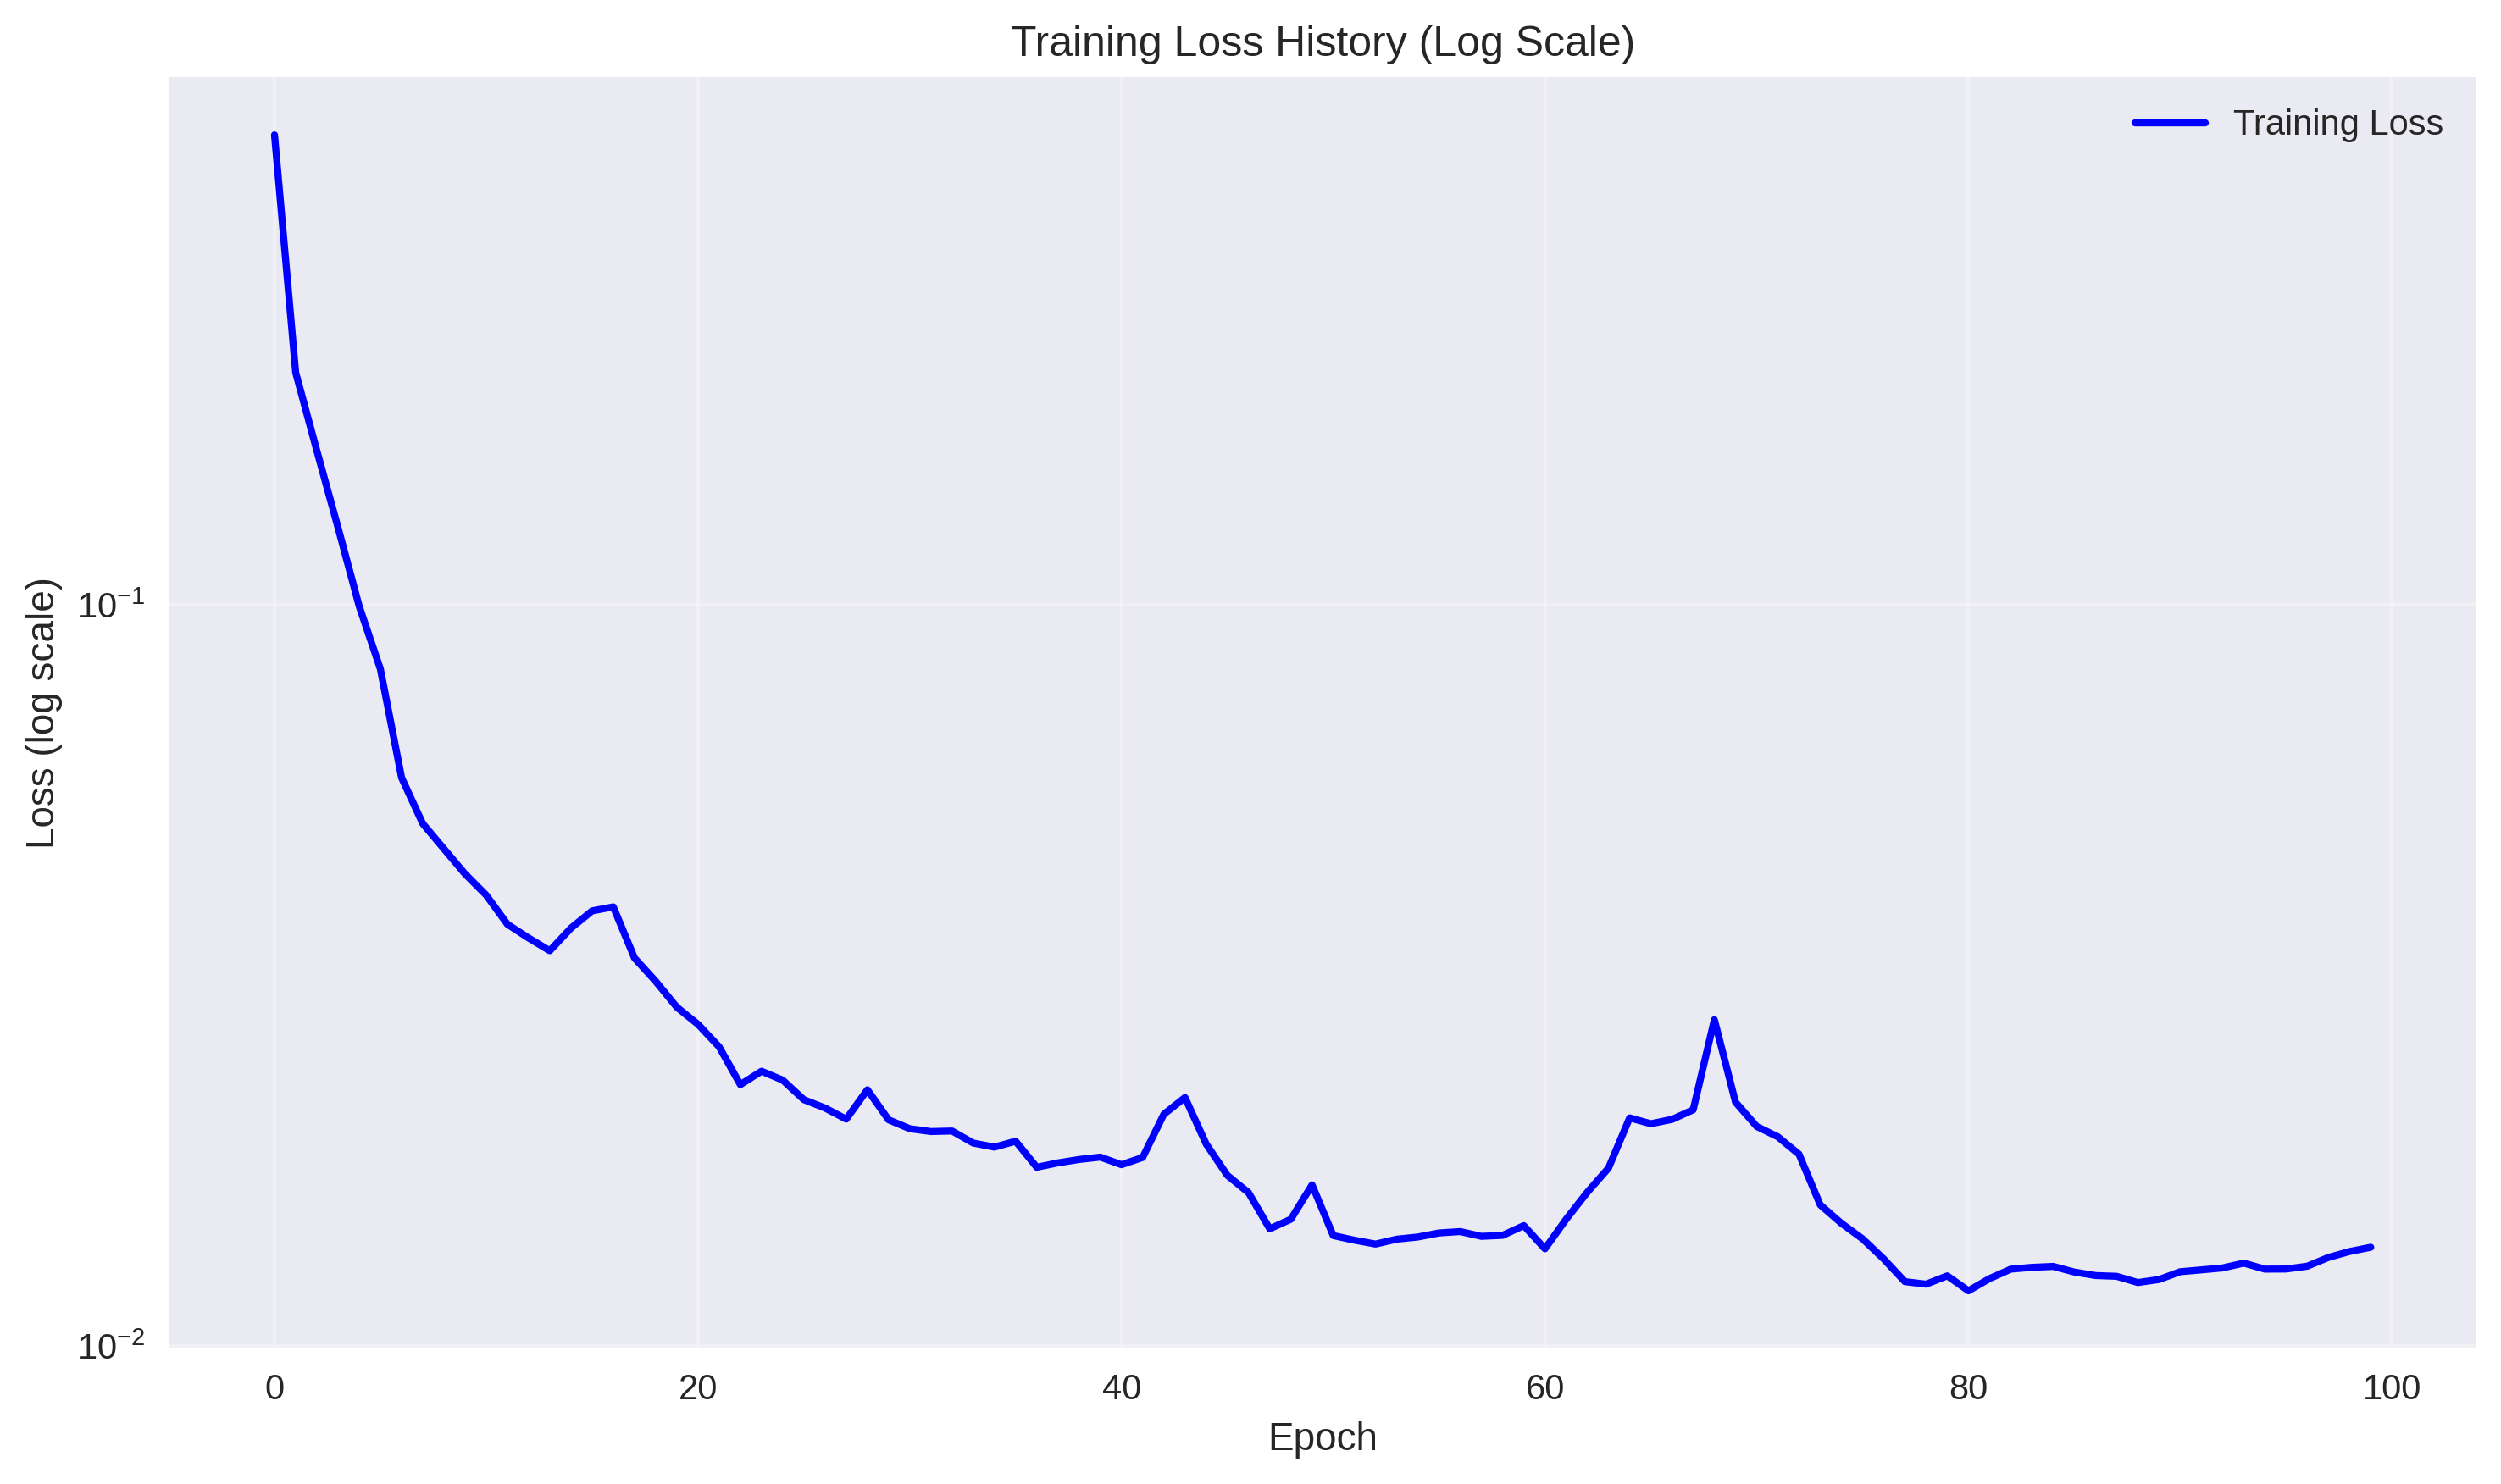 Training Loss History (Log Scale)
Training Loss
Loss (log scale)
10⁻¹
10⁻²
0 20 40 60 80 100
Epoch